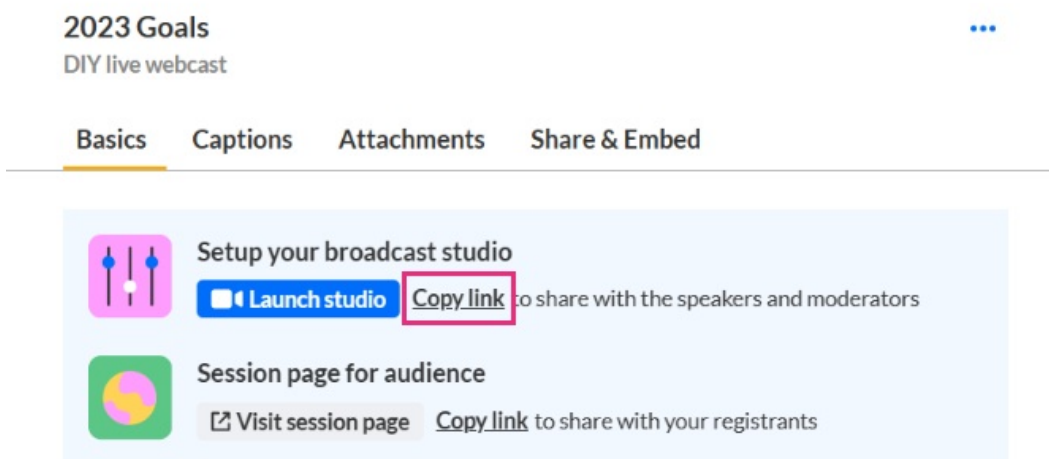 2023 Goals
DIY live webcast
Basics Captions Attachments Share & Embed
Setup your broadcast studio
Launch studio Copy link to share with the speakers and moderators
Session page for audience
Visit session page Copy link to share with your registrants